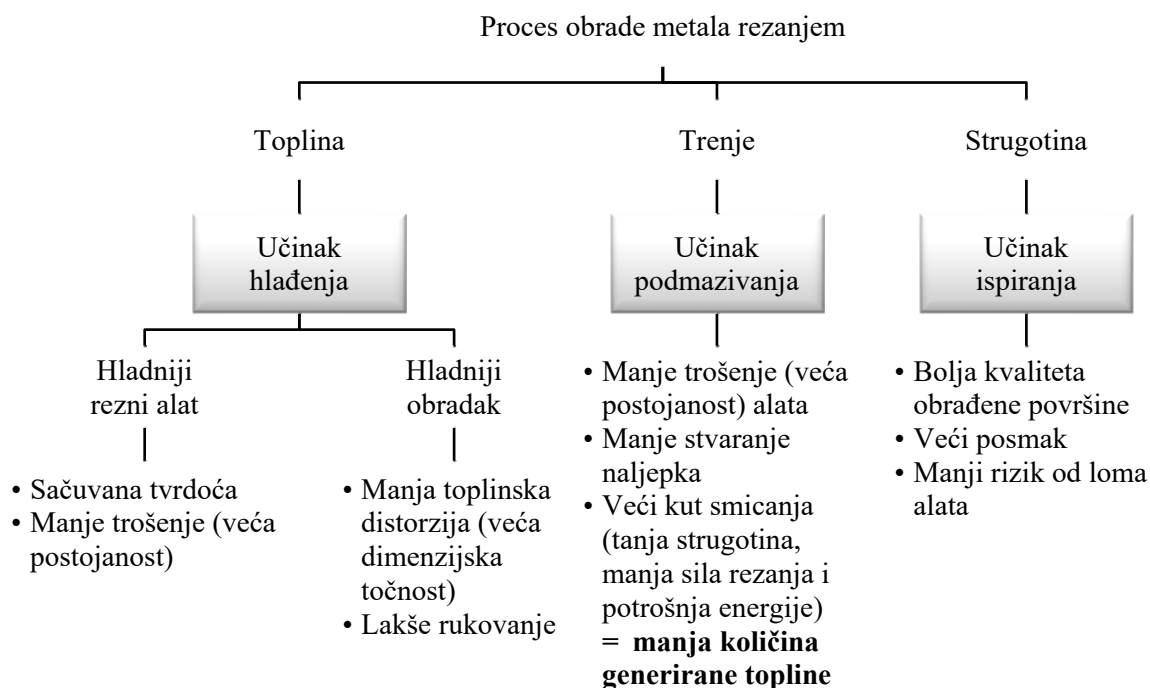 Proces obrade metala rezanjem
Toplina
Trenje
Strugotina
Učinak
hlađenja
Učinak
podmazivanja
Učinak
ispiranja
Hladniji
rezni alat
Hladniji
obradak
• Sačuvana tvrdoća
• Manje trošenje (veća
postojanost)
• Manja toplinska
distorzija (veća
dimenzijska
točnost)
• Lakše rukovanje
• Manje trošenje (veća
postojanost) alata
• Manje stvaranje
naljepka
• Veći kut smicanja
(tanja strugotina,
manja sila rezanja i
potrošnja energije)
= manja količina
generirane topline
• Bolja kvaliteta
obrađene površine
• Veći posmak
• Manji rizik od loma
alata